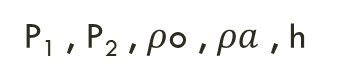 P₁ , P₂ , ρo , ρa , h